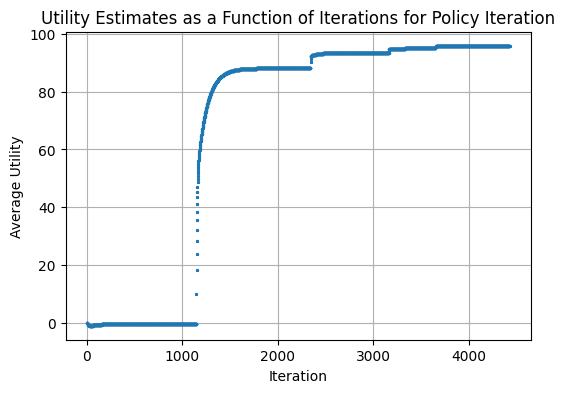 Utility Estimates as a Function of Iterations for Policy Iteration
100
80
60
40
20
0
Average Utility
0 1000 2000 3000 4000
Iteration